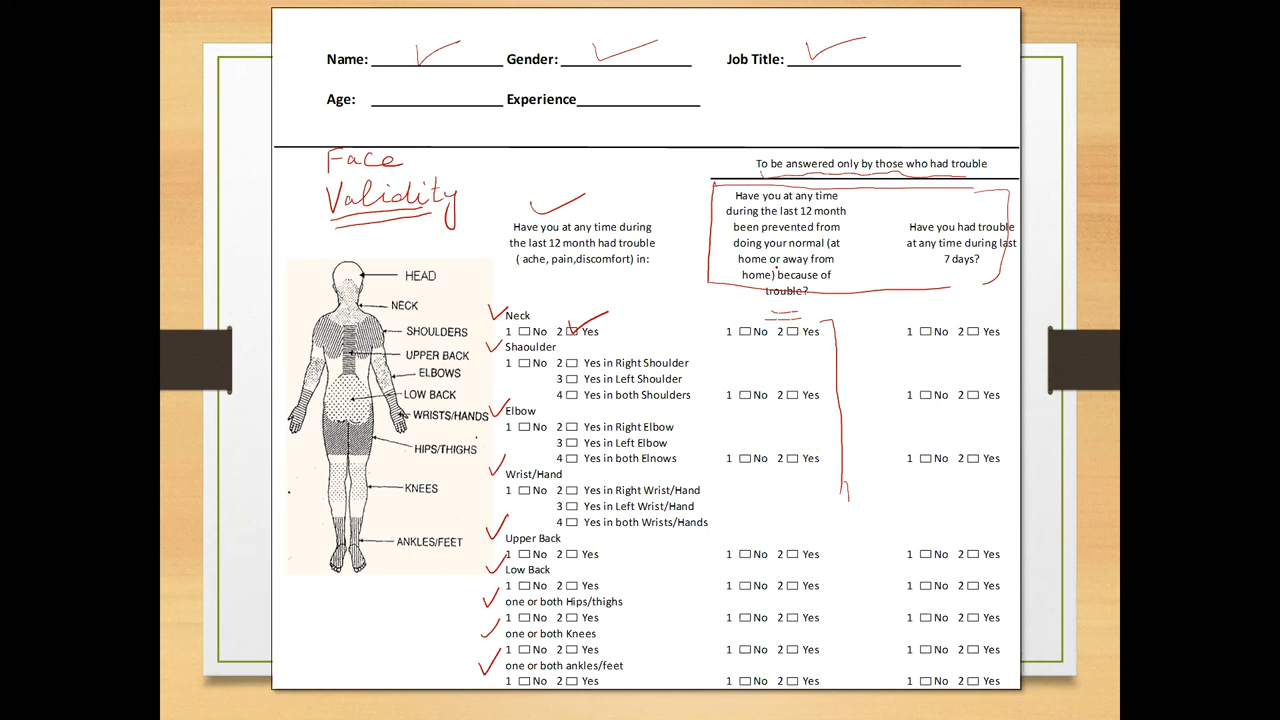 Name: Gender: Job Title:
Age: Experience
Face
Validity
To be answered only by those who had trouble
Have you at any time during
the last 12 month had trouble
( ache, pain,discomfort) in:
Have you at any time
during the last 12 month
been prevented from
doing your normal (at
home or away from
home) because of
trouble?
Have you had trouble
at any time during last
7 days?
HEAD
NECK
SHOULDERS
UPPER BACK
ELBOWS
LOW BACK
WRISTS/HANDS
HIPS/THIGHS
KNEES
ANKLES/FEET
Neck
1 No 2 Yes 1 No 2 Yes 1 No 2 Yes
Shaoulder
1 No 2 Yes in Right Shoulder
3 Yes in Left Shoulder
4 Yes in both Shoulders 1 No 2 Yes 1 No 2 Yes
Elbow
1 No 2 Yes in Right Elbow
3 Yes in Left Elbow
4 Yes in both Elnows 1 No 2 Yes 1 No 2 Yes
Wrist/Hand
1 No 2 Yes in Right Wrist/Hand
3 Yes in Left Wrist/Hand
4 Yes in both Wrists/Hands
Upper Back
1 No 2 Yes 1 No 2 Yes 1 No 2 Yes
Low Back
1 No 2 Yes 1 No 2 Yes 1 No 2 Yes
one or both Hips/thighs
1 No 2 Yes 1 No 2 Yes 1 No 2 Yes
one or both Knees
1 No 2 Yes 1 No 2 Yes 1 No 2 Yes
one or both ankles/feet
1 No 2 Yes 1 No 2 Yes 1 No 2 Yes